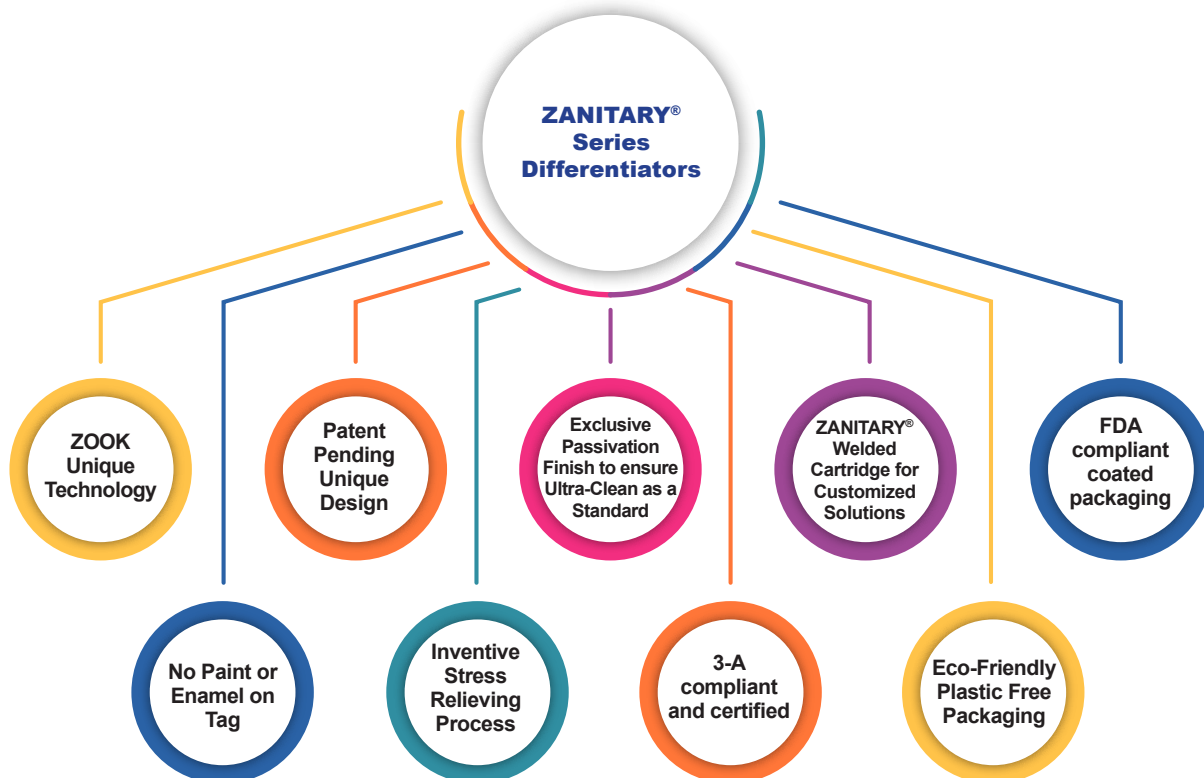 ZANITARY®
Series
Differentiators
ZOOK
Unique
Technology
Patent
Pending
Unique
Design
Exclusive
Passivation
Finish to ensure
Ultra-Clean as a
Standard
ZANITARY®
Welded
Cartridge for
Customized
Solutions
FDA
compliant
coated
packaging
No Paint or
Enamel on
Tag
Inventive
Stress
Relieving
Process
3-A
compliant
and certified
Eco-Friendly
Plastic Free
Packaging